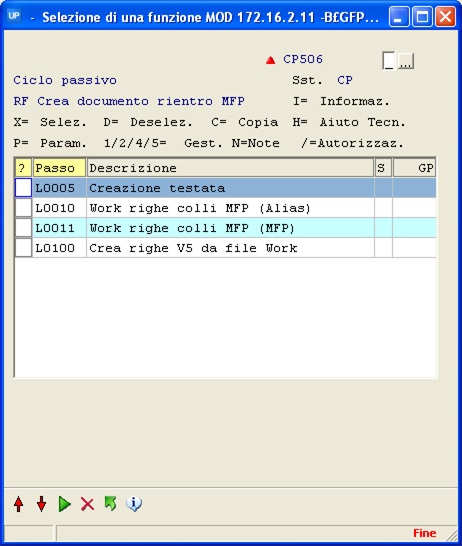 UP - Selezione di una funzione MOD 172.16.2.11 -B£GFP...
CP506 _ ...
Ciclo passivo Sst. CP
RF Crea documento rientro MFP I= Informaz.
X= Selez. D= Deselez. C= Copia H= Aiuto Tecn.
P= Param. 1/2/4/5= Gest. N=Note /=Autorizzaz.
? Passo Descrizione S GP
L0005 Creazione testata
L0010 Work righe colli MFP (Alias)
L0011 Work righe colli MFP (MFP)
L0100 Crea righe V5 da file Work
Fine